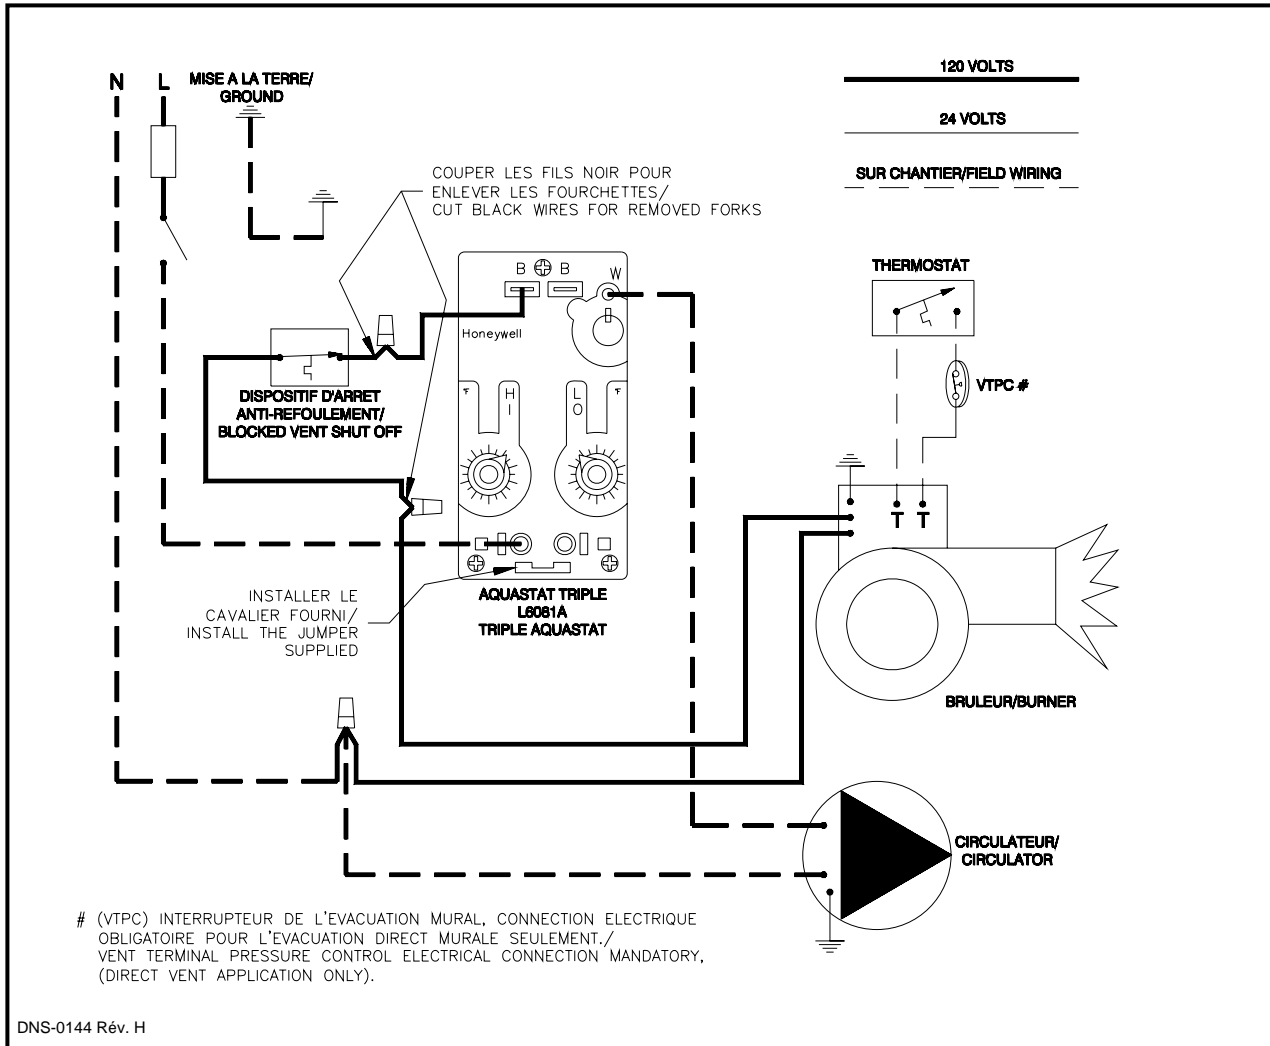 N
L
MISE A LA TERRE/
GROUND
120 VOLTS
24 VOLTS
SUR CHANTIER/FIELD WIRING
COUPER LES FILS NOIR POUR
ENLEVER LES FOURCHETTES/
CUT BLACK WIRES FOR REMOVED FORKS
B
B
W
Honeywell
°F
HI
LO
°F
THERMOSTAT
VTPC #
DISPOSITIF D'ARRET
ANTI-REFOULEMENT/
BLOCKED VENT SHUT OFF
T
T
INSTALLER LE
CAVALIER FOURNI/
INSTALL THE JUMPER
SUPPLIED
AQUASTAT TRIPLE
L6081A
TRIPLE AQUASTAT
BRULEUR/BURNER
CIRCULATEUR/
CIRCULATOR
# (VTPC) INTERRUPTEUR DE L'EVACUATION MURAL, CONNECTION ELECTRIQUE
OBLIGATOIRE POUR L'EVACUATION DIRECT MURALE SEULEMENT./
VENT TERMINAL PRESSURE CONTROL ELECTRICAL CONNECTION MANDATORY,
(DIRECT VENT APPLICATION ONLY).
DNS-0144 Rév. H